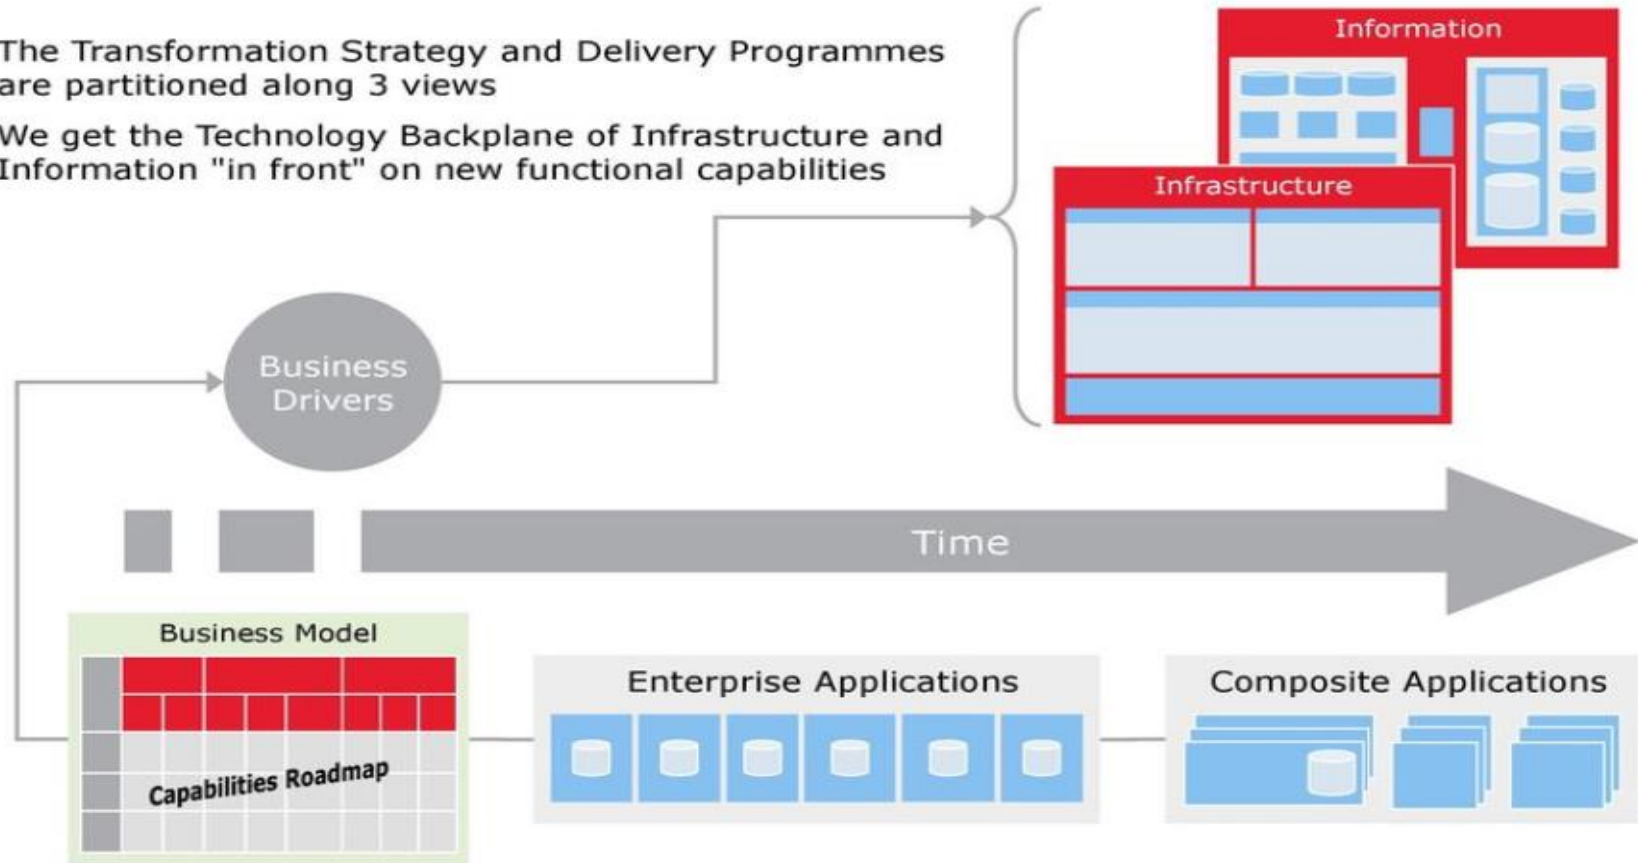 The Transformation Strategy and Delivery Programmes
are partitioned along 3 views
We get the Technology Backplane of Infrastructure and
Information "in front" on new functional capabilities
Information
Infrastructure
Business
Drivers
Time
Business Model
Capabilities Roadmap
Enterprise Applications
Composite Applications